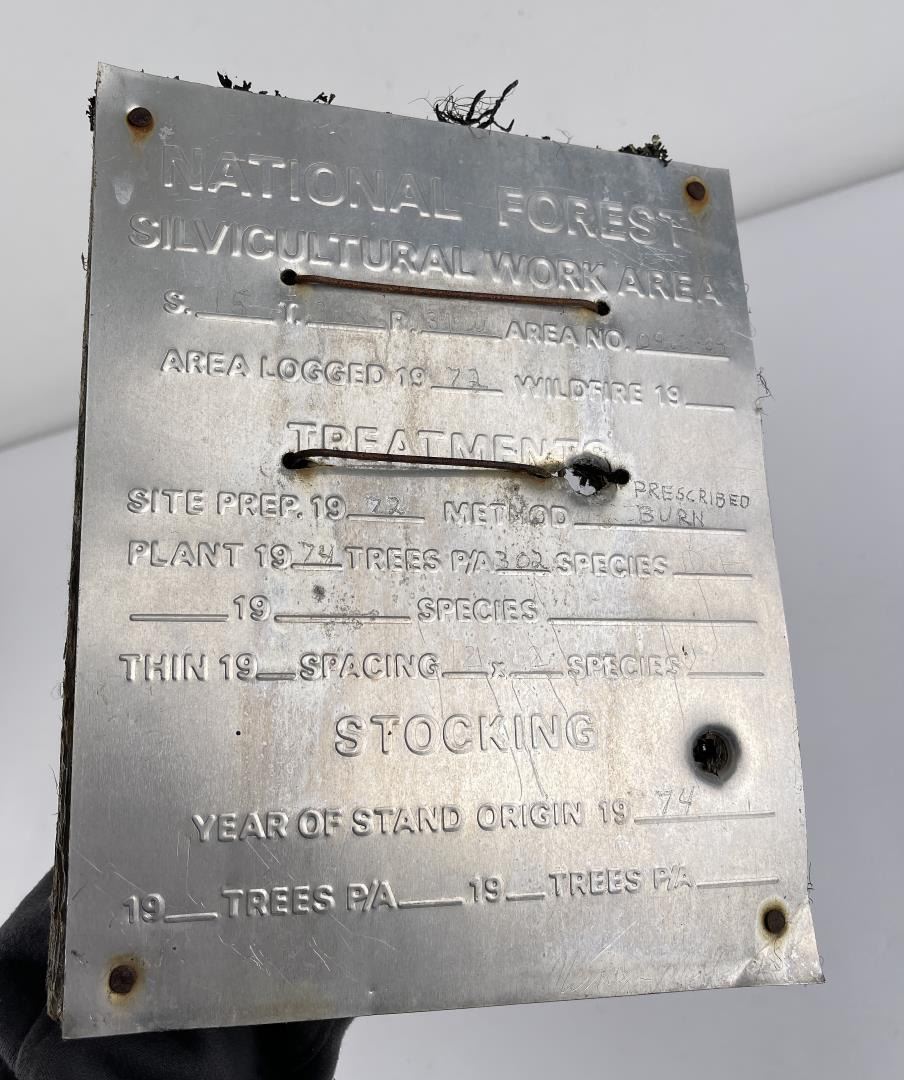 NATIONAL FOREST
SILVICULTURAL WORK AREA
S. 15 T. R. AREA NO.
AREA LOGGED 19 72 WILDFIRE 19
TREATMENTS
SITE PREP. 19 72 METHOD PRESCRIBED BURN
PLANT 19 74 TREES P/A 302 SPECIES
19 SPECIES
THIN 19 SPACING x SPECIES
STOCKING
YEAR OF STAND ORIGIN 19 74
19 TREES P/A 19 TREES P/A